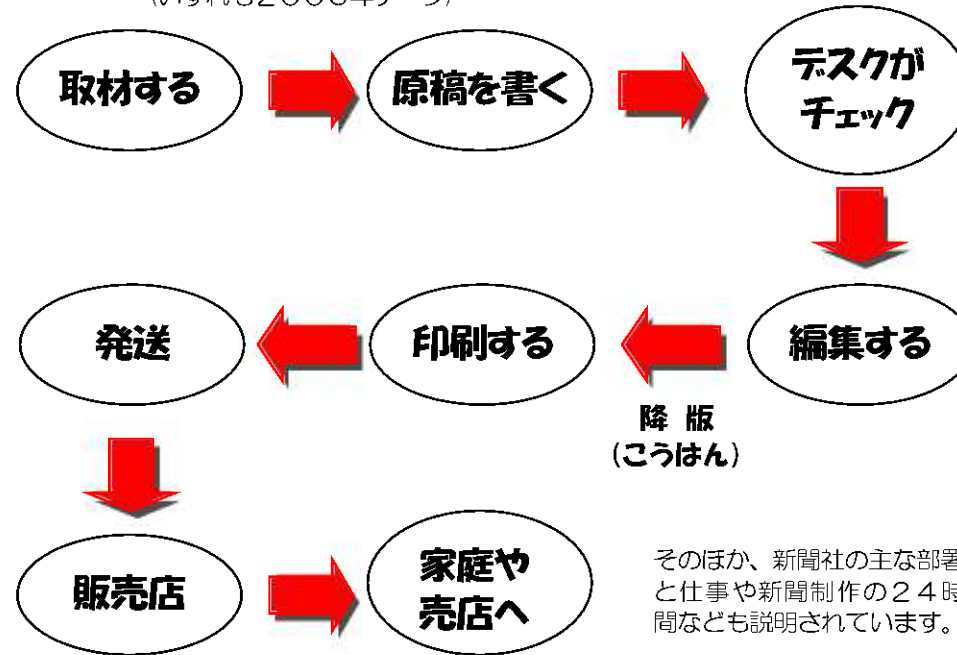 取材する
原稿を書く
デスクが
チェック
編集する
降 版
(こうはん)
印刷する
発送
販売店
家庭や
売店へ
そのほか、新聞社の主な部署
と仕事や新聞制作の２４時
間なども説明されています。